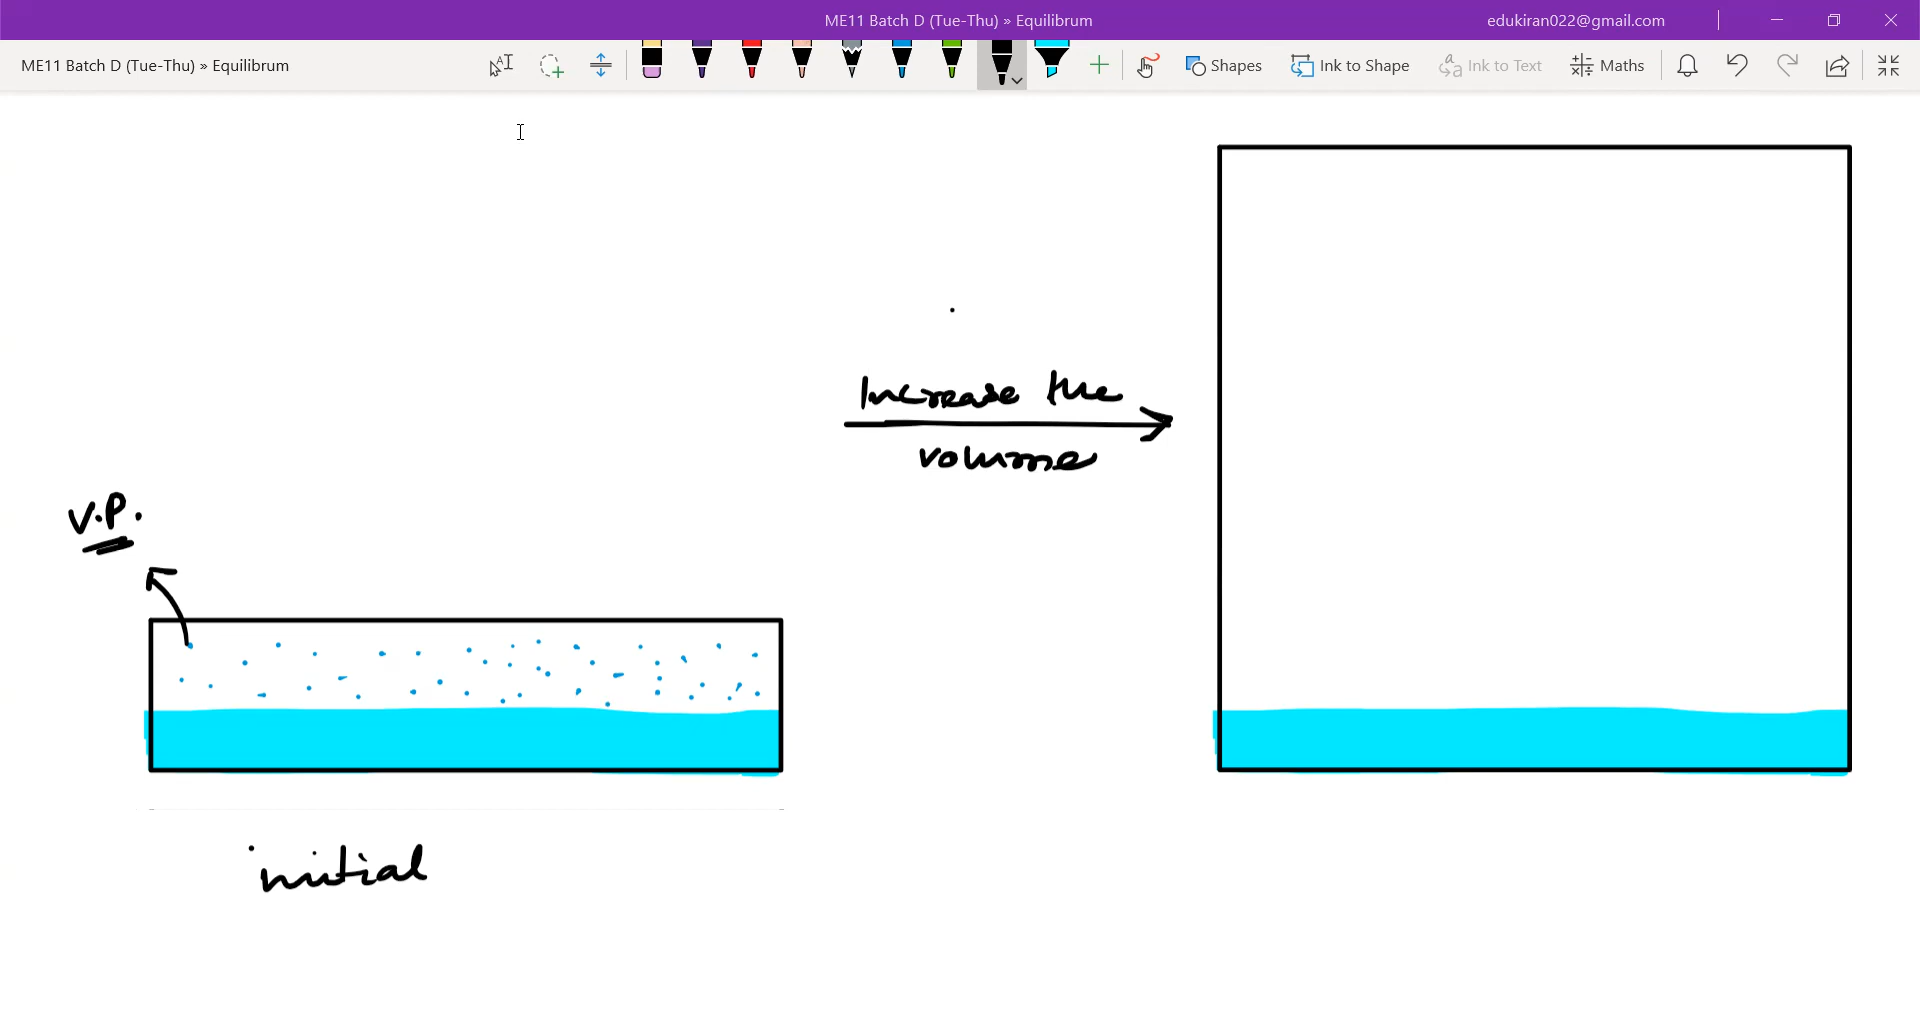 ME11 Batch D (Tue-Thu) » Equilibrum
edukiran022@gmail.com
ME11 Batch D (Tue-Thu) » Equilibrum
Shapes
Ink to Shape
Ink to Text
Maths
Increase the
volume
V.P.
initial